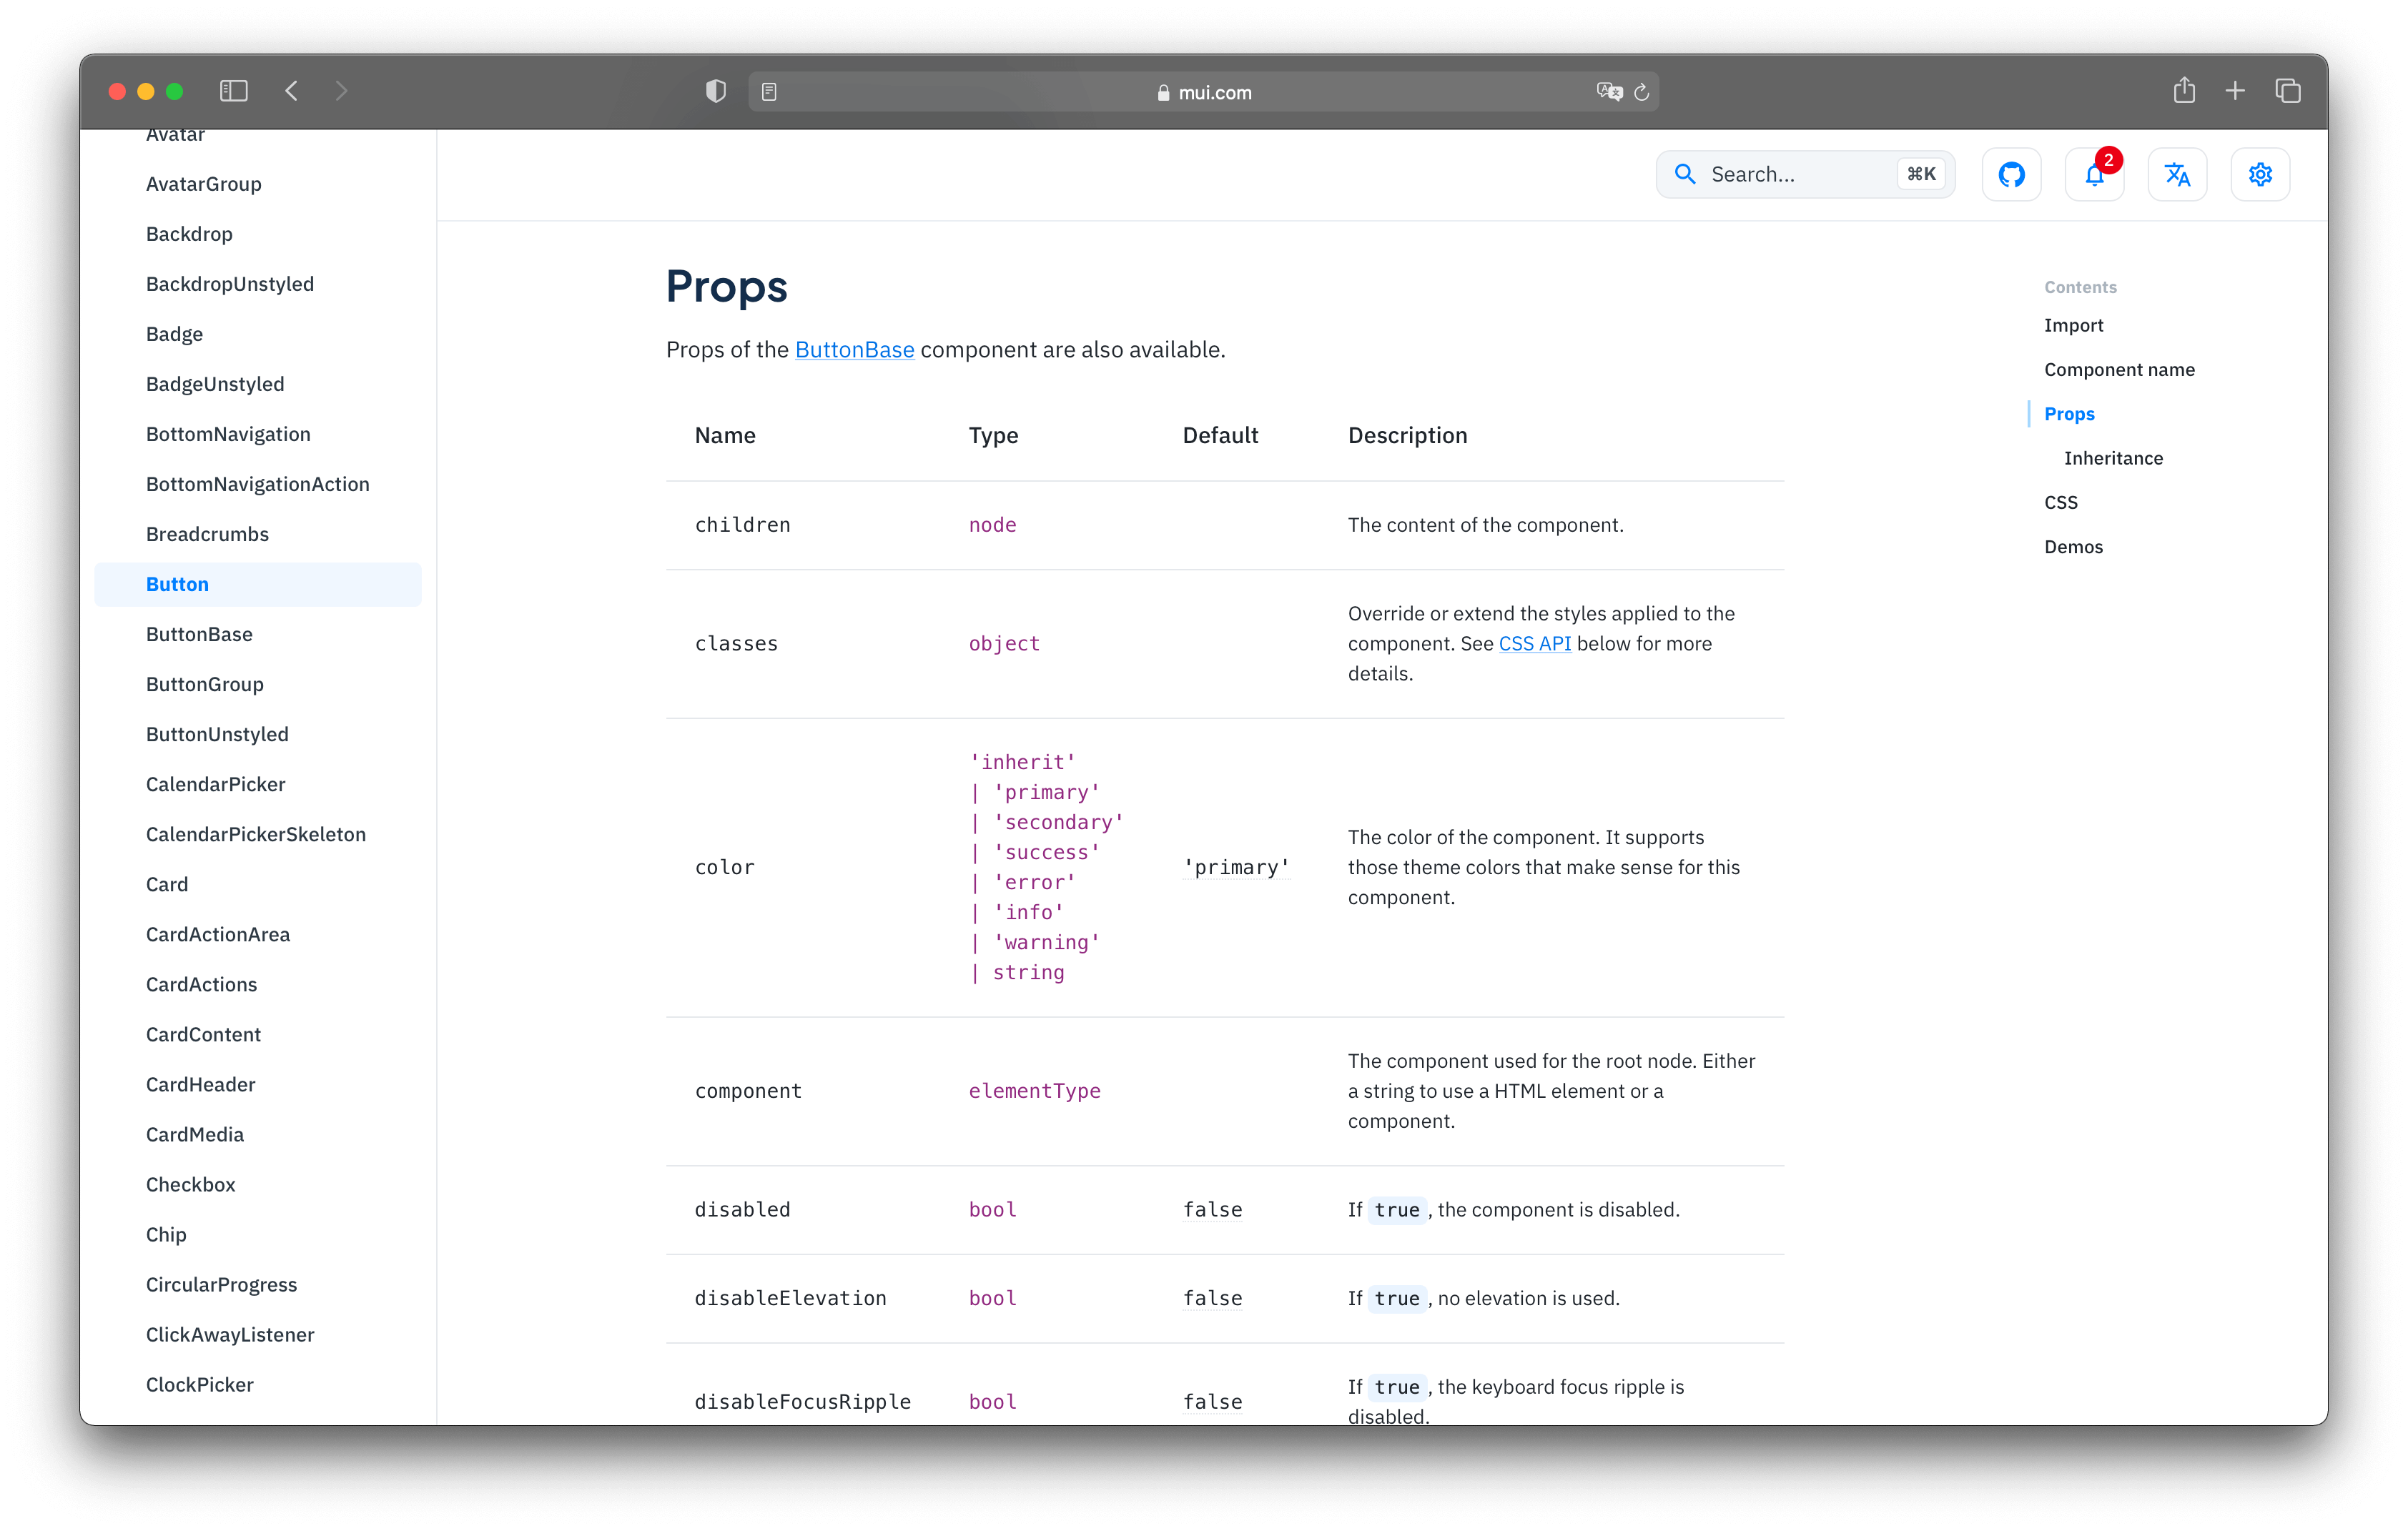 mui.com
Search...
⌘K
2
Avatar
AvatarGroup
Backdrop
BackdropUnstyled
Badge
BadgeUnstyled
BottomNavigation
BottomNavigationAction
Breadcrumbs
Button
ButtonBase
ButtonGroup
ButtonUnstyled
CalendarPicker
CalendarPickerSkeleton
Card
CardActionArea
CardActions
CardContent
CardHeader
CardMedia
Checkbox
Chip
CircularProgress
ClickAwayListener
ClockPicker
Props
Props of the ButtonBase component are also available.
Name Type Default Description
children node The content of the component.
classes object Override or extend the styles applied to the
component. See CSS API below for more
details.
color
'inherit'
| 'primary'
| 'secondary'
| 'success'
| 'error'
| 'info'
| 'warning'
| string
'primary'
The color of the component. It supports
those theme colors that make sense for this
component.
component elementType The component used for the root node. Either
a string to use a HTML element or a
component.
disabled bool false If true, the component is disabled.
disableElevation bool false If true, no elevation is used.
disableFocusRipple bool false If true, the keyboard focus ripple is
disabled.
Contents
Import
Component name
Props
Inheritance
CSS
Demos